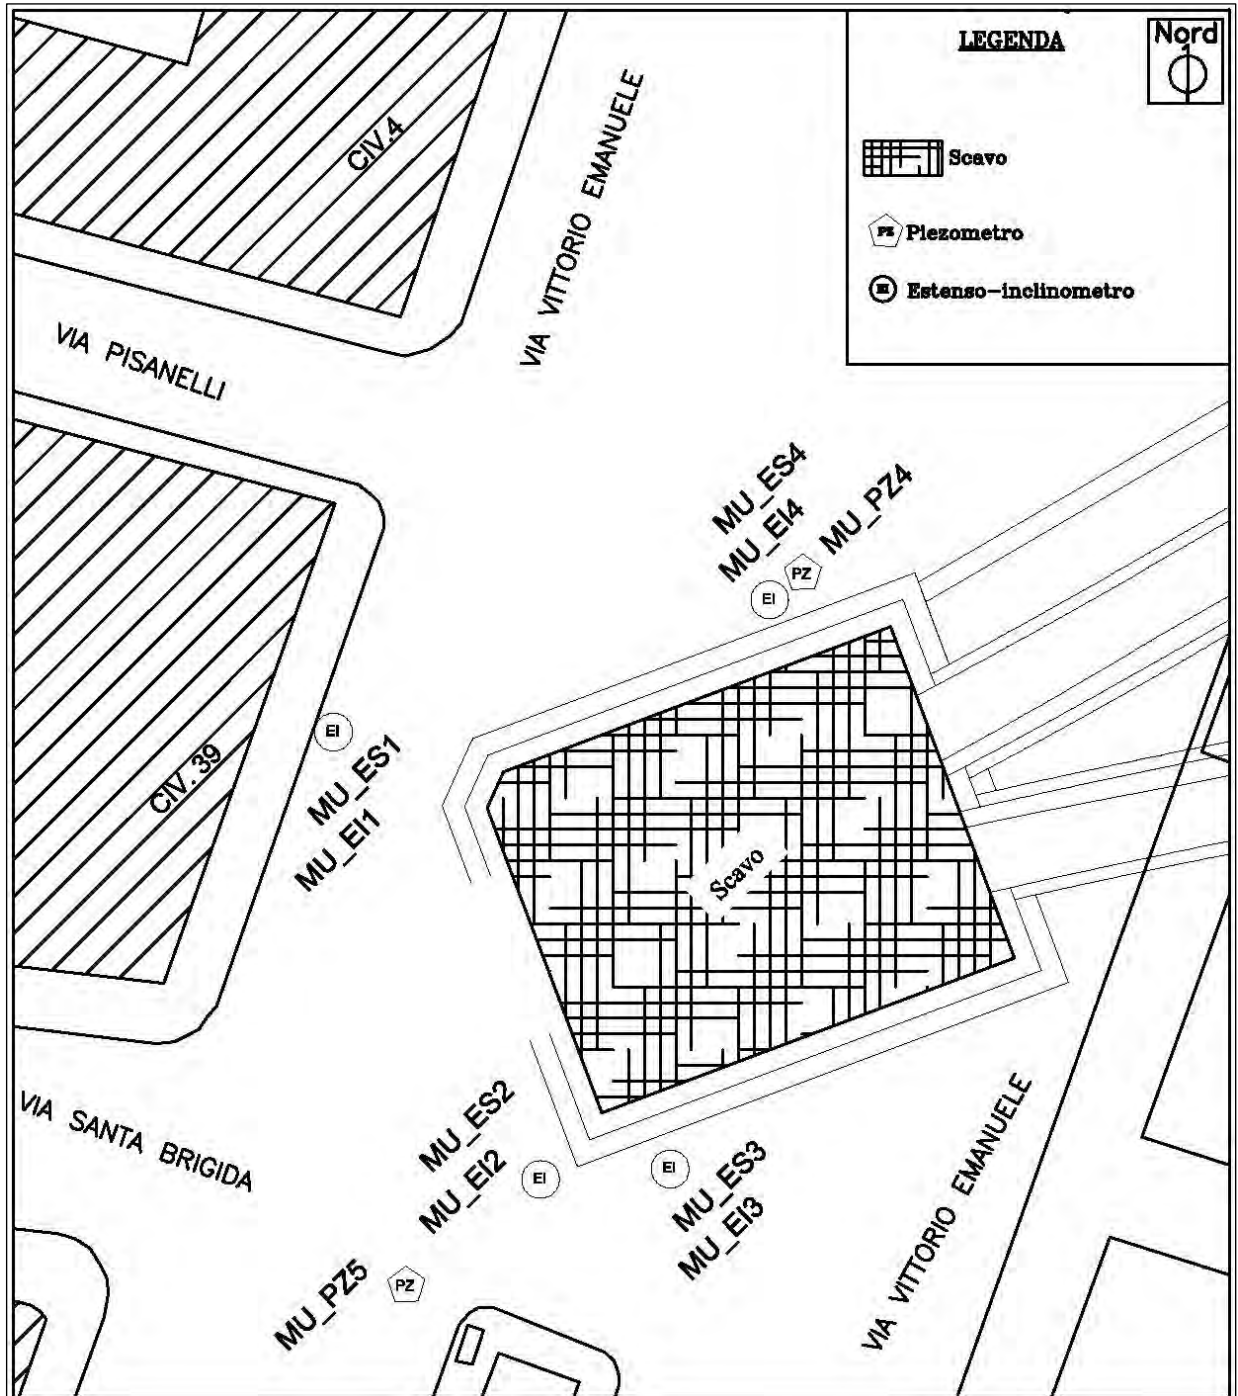 LEGENDA
Nord
Scavo
PZ Piezometro
EI Estenso-inclinometro
CIV.4
VIA VITTORIO EMANUELE
VIA PISANELLI
MU_ES4
MU_EI4
MU_PZ4
PZ
EI
EI
MU_ES1
MU_EI1
CIV. 39
Scavo
VIA SANTA BRIGIDA
MU_ES2
MU_EI2
EI
EI
MU_ES3
MU_EI3
MU_PZ5
PZ
VIA VITTORIO EMANUELE